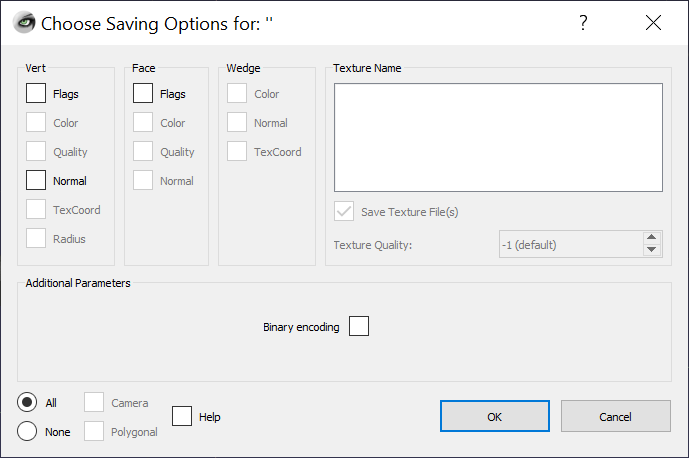 Choose Saving Options for: ''
Vert
Flags
Color
Quality
Normal
TexCoord
Radius
Face
Flags
Color
Quality
Normal
Wedge
Color
Normal
TexCoord
Texture Name
Save Texture File(s)
Texture Quality: -1 (default)
Additional Parameters
Binary encoding
All
None
Camera
Polygonal
Help
OK
Cancel